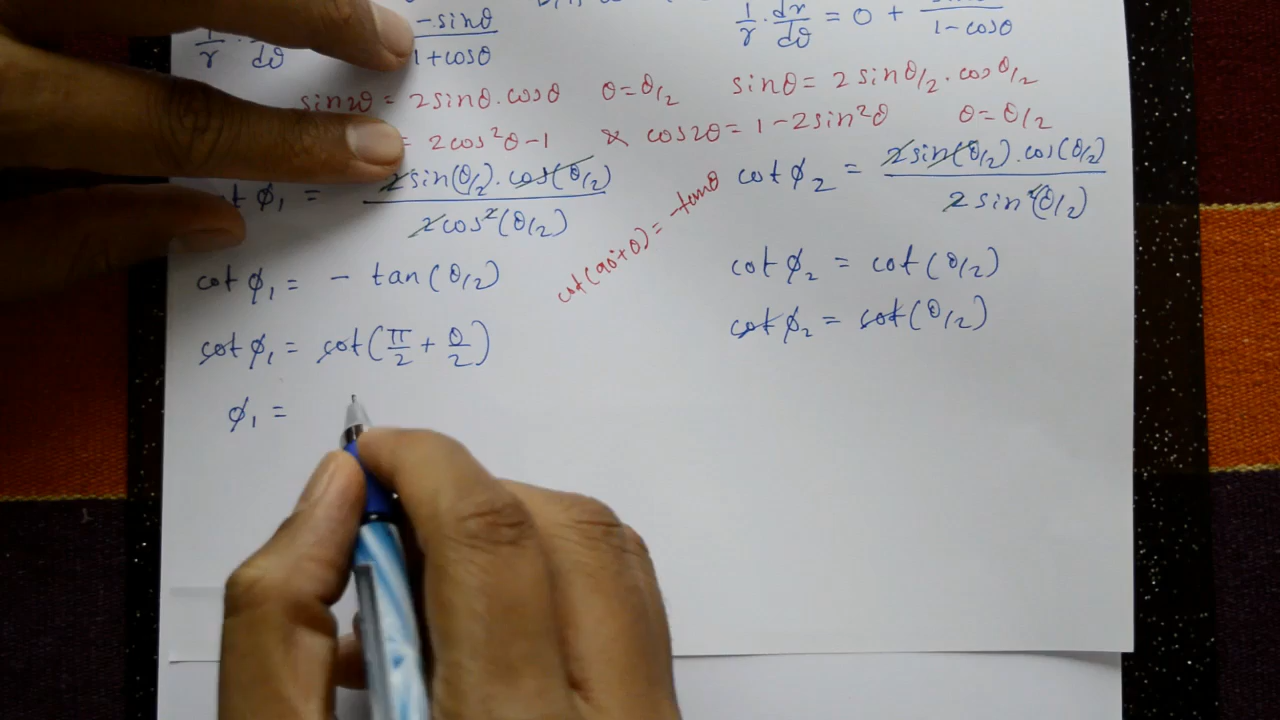 1/r · d/dθ -sinθ/1+cosθ
1/r · dr/dθ = 0 + /1-cosθ
sin2θ = 2sinθ.cosθ θ=θ/2 sinθ = 2sinθ/2.cosθ/2
= 2cos²θ-1 & cos2θ = 1-2sin²θ θ=θ/2
cot φ₁ = 2sin(θ/2).cos(θ/2)/2cos²(θ/2)
cot(90°+θ) = -tanθ
cot φ₂ = 2sin(θ/2).cos(θ/2)/2sin²(θ/2)
cot φ₁ = - tan(θ/2)
cot φ₂ = cot(θ/2)
cot φ₁ = cot(π/2 + θ/2)
cot φ₂ = cot(θ/2)
φ₁ =